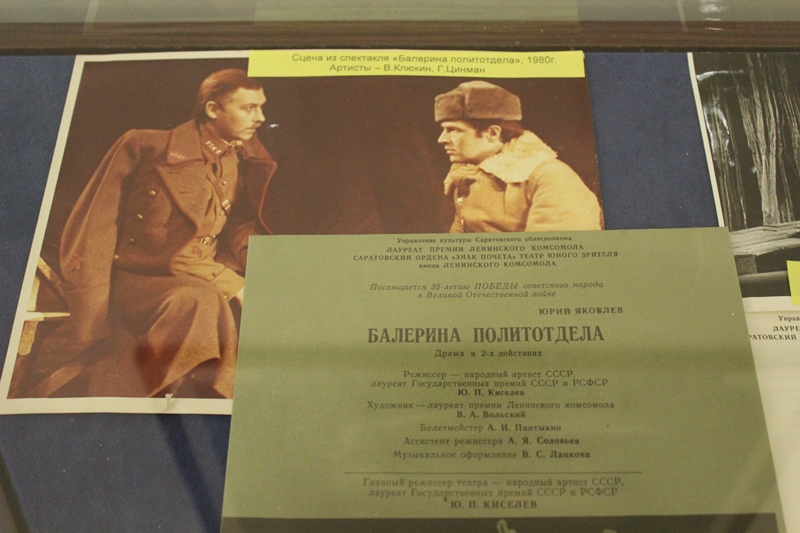 Сцена из спектакля «Балерина политотдела», 1980г.
Артисты – В.Клюкин, Г.Цинман
Управление культуры Саратовского облисполкома
ЛАУРЕАТ ПРЕМИИ ЛЕНИНСКОГО КОМСОМОЛА
САРАТОВСКИЙ ОРДЕНА «ЗНАК ПОЧЕТА» ТЕАТР ЮНОГО ЗРИТЕЛЯ
имени ЛЕНИНСКОГО КОМСОМОЛА
Посвящается 35-летию ПОБЕДЫ советского народа
в Великой Отечественной войне
ЮРИЙ ЯКОВЛЕВ
БАЛЕРИНА ПОЛИТОТДЕЛА
Драма в 2-х действиях
Режиссер — народный артист СССР,
лауреат Государственных премий СССР и РСФСР
Ю. П. Киселев
Художник — лауреат премии Ленинского комсомола
В. А. Вольский
Балетмейстер А. И. Пантыкин
Ассистент режиссера А. Я. Соловьев
Музыкальное оформление В. С. Лацкова
Главный режиссер театра — народный артист СССР,
лауреат Государственных премий СССР и РСФСР
Ю. П. КИСЕЛЕВ
Управ
ЛАУРЕ
РАТОВСКИЙ